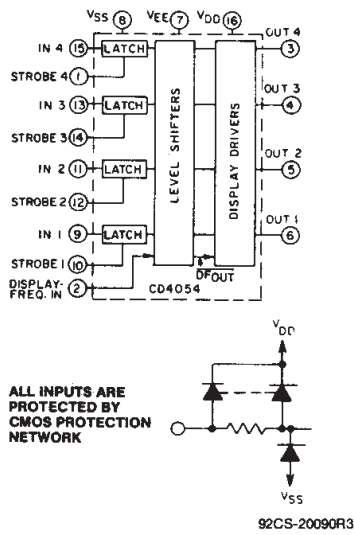 VSS 8 VEE 7 VDD 16
OUT 4
IN 4 15 LATCH 3
STROBE 4 1
OUT 3
IN 3 13 LATCH 4
STROBE 3 14
OUT 2
IN 2 11 LATCH 5
STROBE 2 12
OUT 1
IN 1 9 LATCH 6
STROBE 1 10
LEVEL SHIFTERS
DISPLAY DRIVERS
DISPLAY-
FREQ. IN 2
DFOUT
CD4054
VDD
ALL INPUTS ARE
PROTECTED BY
CMOS PROTECTION
NETWORK
VSS
92CS-20090R3